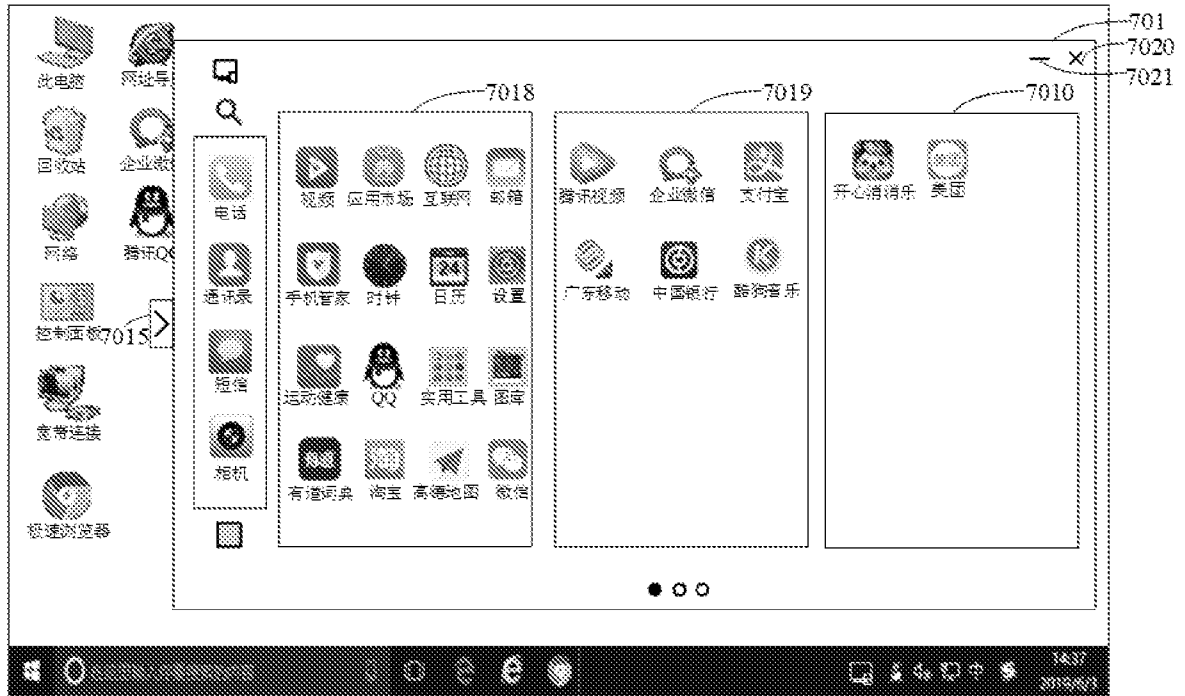 701
7020
7021
7018
7019
7010
此电脑
网址导
回收站
企业微信
网络
腾讯QQ
控制面板
7015
宽带连接
极速浏览器
电话
通讯录
短信
相机
视频 应用市场 互联网 邮箱
手机管家 时钟 24 日历 设置
运动健康 QQ 实用工具 图库
有道词典 淘宝 高德地图 微信
腾讯视频 企业微信 支付宝
广东移动 中国银行 酷狗音乐
开心消消乐 美团
中
14:37